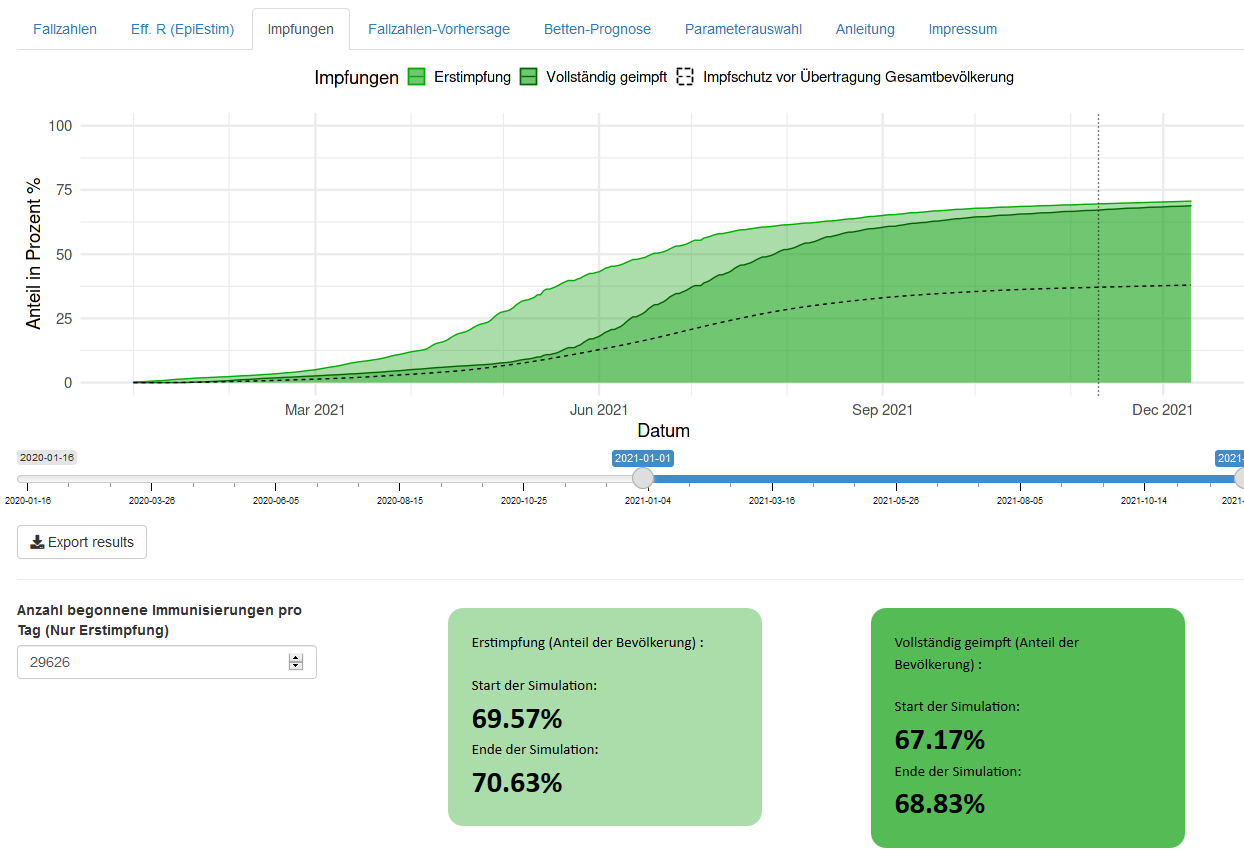 Fallzahlen Eff. R (EpiEstim) Impfungen Fallzahlen-Vorhersage Betten-Prognose Parameterauswahl Anleitung Impressum
Impfungen Erstimpfung Vollständig geimpft Impfschutz vor Übertragung Gesamtbevölkerung
Anteil in Prozent %
100
75
50
25
0
Mar 2021 Jun 2021 Sep 2021 Dec 2021
Datum
2020-01-16 2021-01-01 2021-
2020-01-16 2020-03-26 2020-06-05 2020-08-15 2020-10-25 2021-01-04 2021-03-16 2021-05-26 2021-08-05 2021-10-14 2021-
Export results
Anzahl begonnene Immunisierungen pro
Tag (Nur Erstimpfung)
29626
Erstimpfung (Anteil der Bevölkerung) :
Start der Simulation:
69.57%
Ende der Simulation:
70.63%
Vollständig geimpft (Anteil der
Bevölkerung) :
Start der Simulation:
67.17%
Ende der Simulation:
68.83%